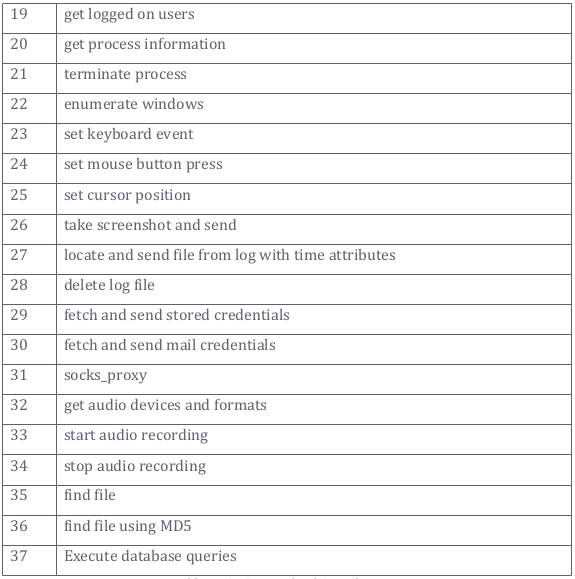 19 get logged on users
20 get process information
21 terminate process
22 enumerate windows
23 set keyboard event
24 set mouse button press
25 set cursor position
26 take screenshot and send
27 locate and send file from log with time attributes
28 delete log file
29 fetch and send stored credentials
30 fetch and send mail credentials
31 socks_proxy
32 get audio devices and formats
33 start audio recording
34 stop audio recording
35 find file
36 find file using MD5
37 Execute database queries